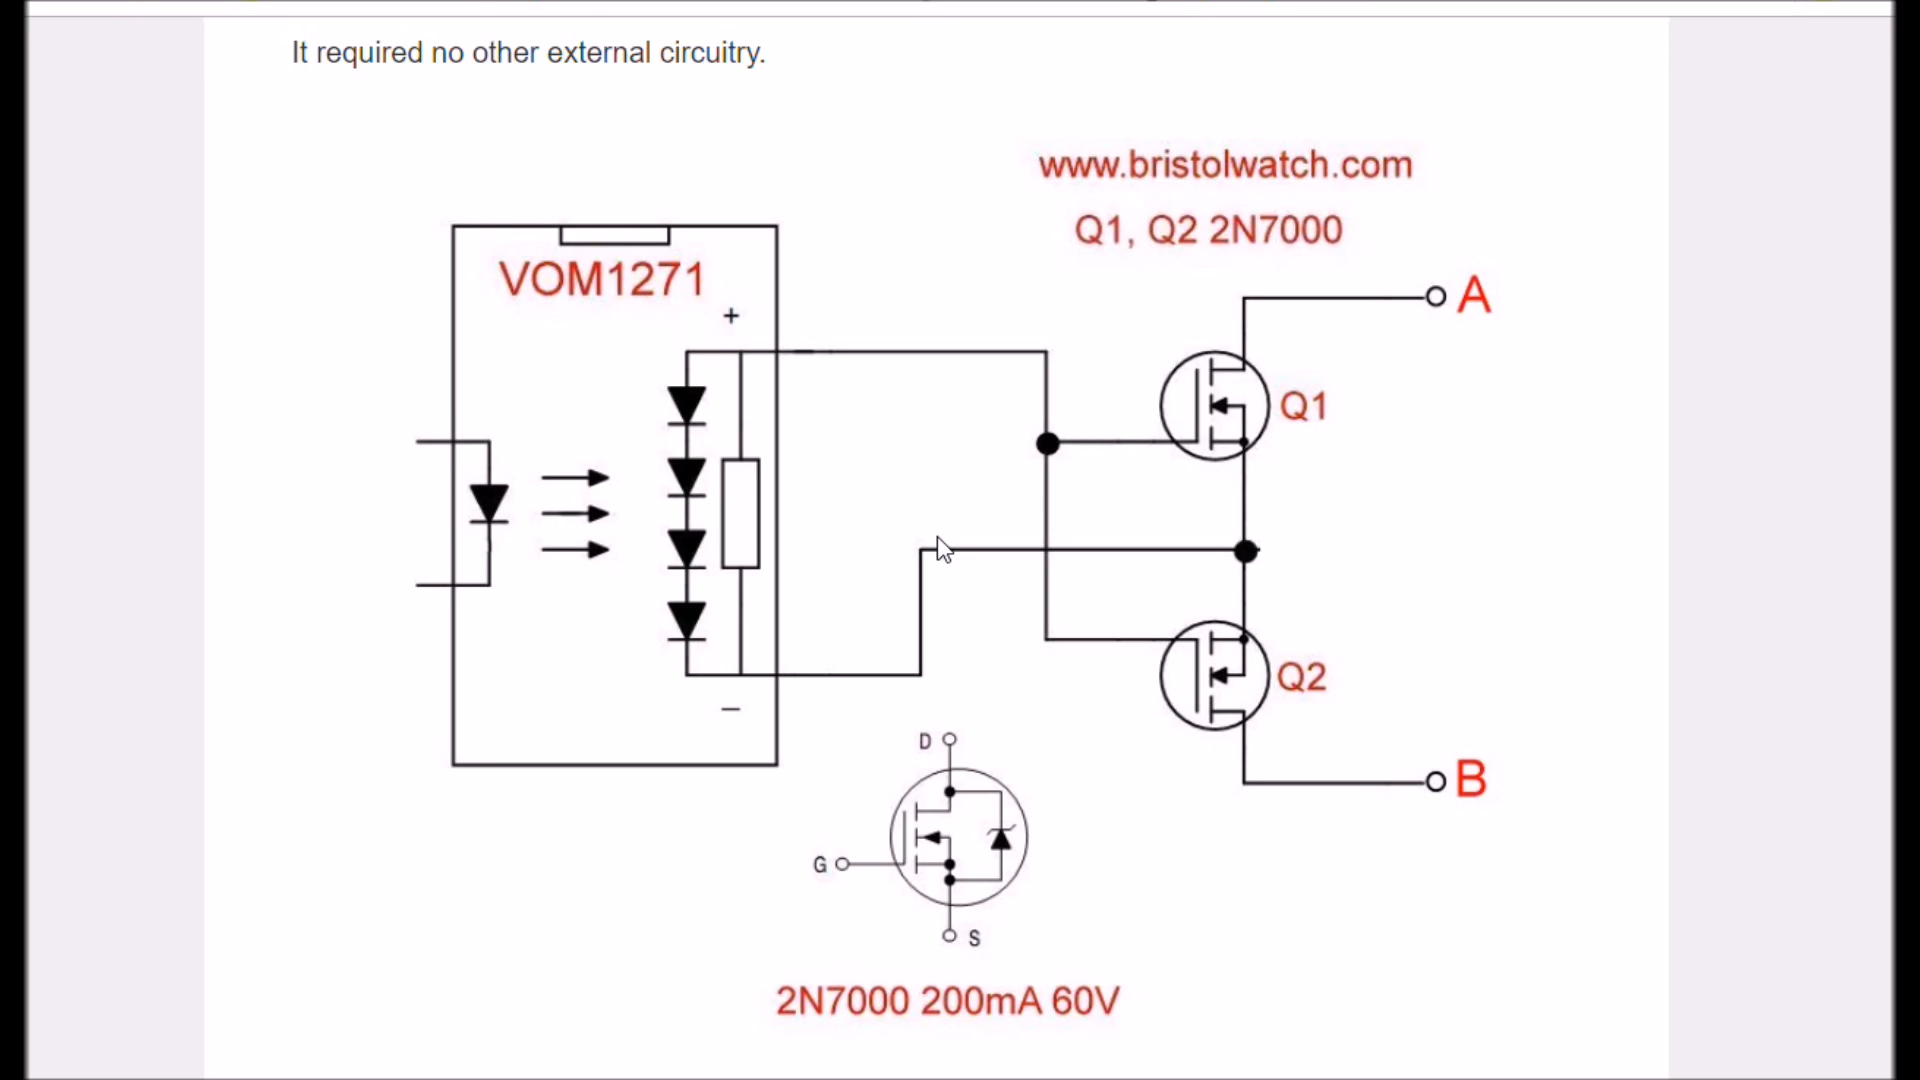 It required no other external circuitry.
www.bristolwatch.com
Q1, Q2 2N7000
VOM1271
+
A
Q1
Q2
–
D
B
G
S
2N7000 200mA 60V